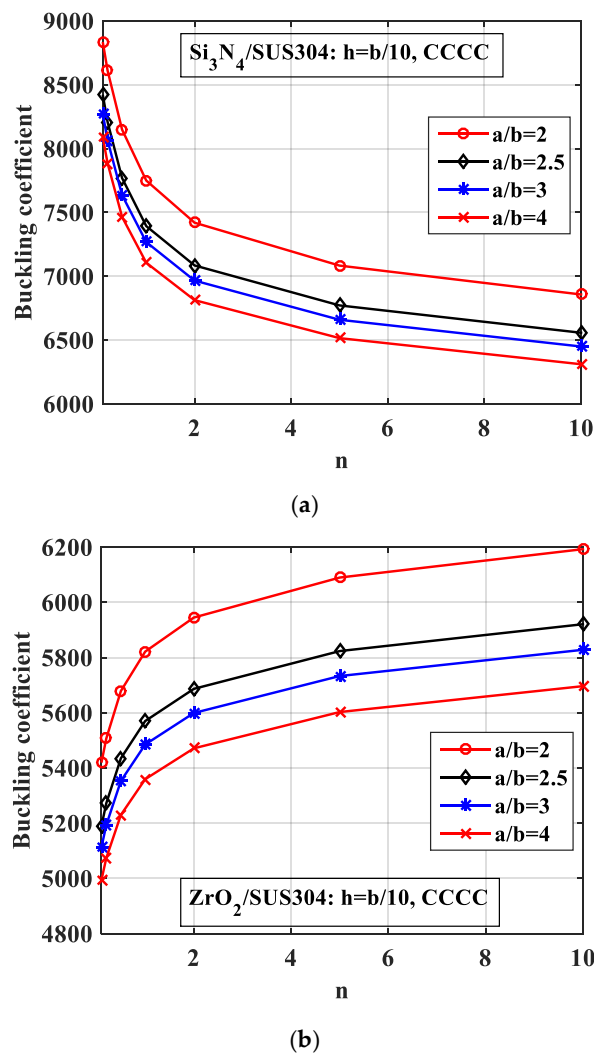 9000
8500
8000
7500
7000
6500
6000
Buckling coefficient
Si₃N₄/SUS304: h=b/10, CCCC
a/b=2
a/b=2.5
a/b=3
a/b=4
2
4
6
8
10
n
(a)
6200
6000
5800
5600
5400
5200
5000
4800
Buckling coefficient
a/b=2
a/b=2.5
a/b=3
a/b=4
ZrO₂/SUS304: h=b/10, CCCC
2
4
6
8
10
n
(b)